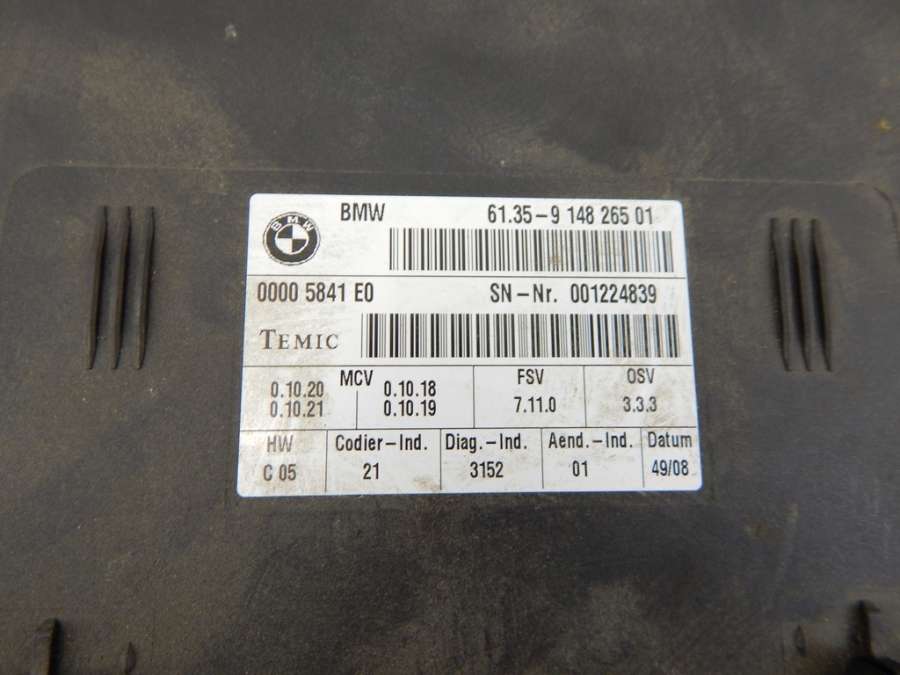 BMW 61.35-9 148 265 01
BMW
0000 5841 E0 SN-Nr. 001224839
TEMIC
MCV FSV OSV
0.10.20 0.10.18
0.10.21 0.10.19 7.11.0 3.3.3
HW Codier-Ind. Diag.-Ind. Aend.-Ind. Datum
C 05 21 3152 01 49/08